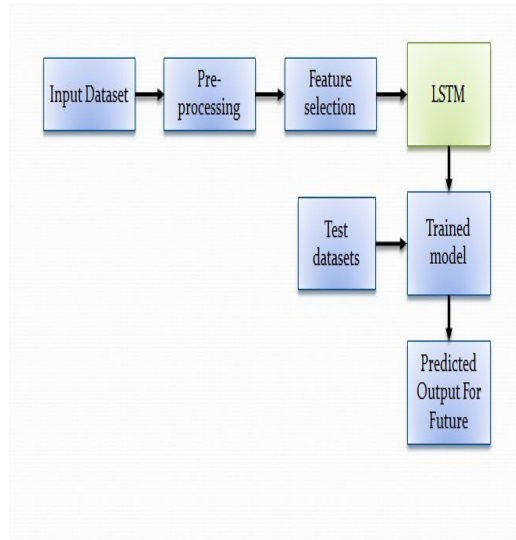 Input Dataset
Pre-
processing
Feature
selection
LSTM
Test
datasets
Trained
model
Predicted
Output For
Future